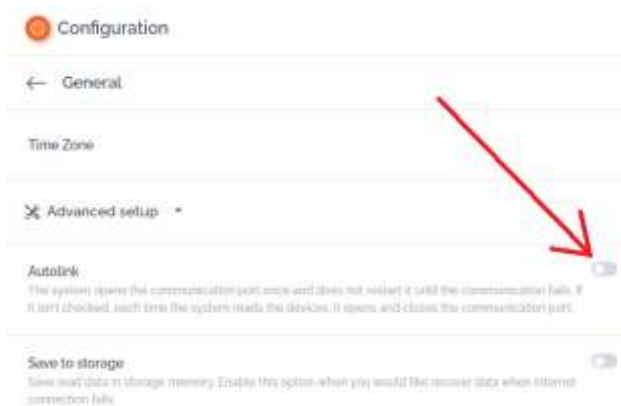 Configuration
← General
Time Zone
Advanced setup
Autolink
The system opens the communication port once and does not restart it until the communication fails. If
it isn't checked, each time the system reads the devices, it opens and closes the communication port.
Save to storage
Save read data in storage memory. Enable this option when you would like recover data when internet
connection fails.